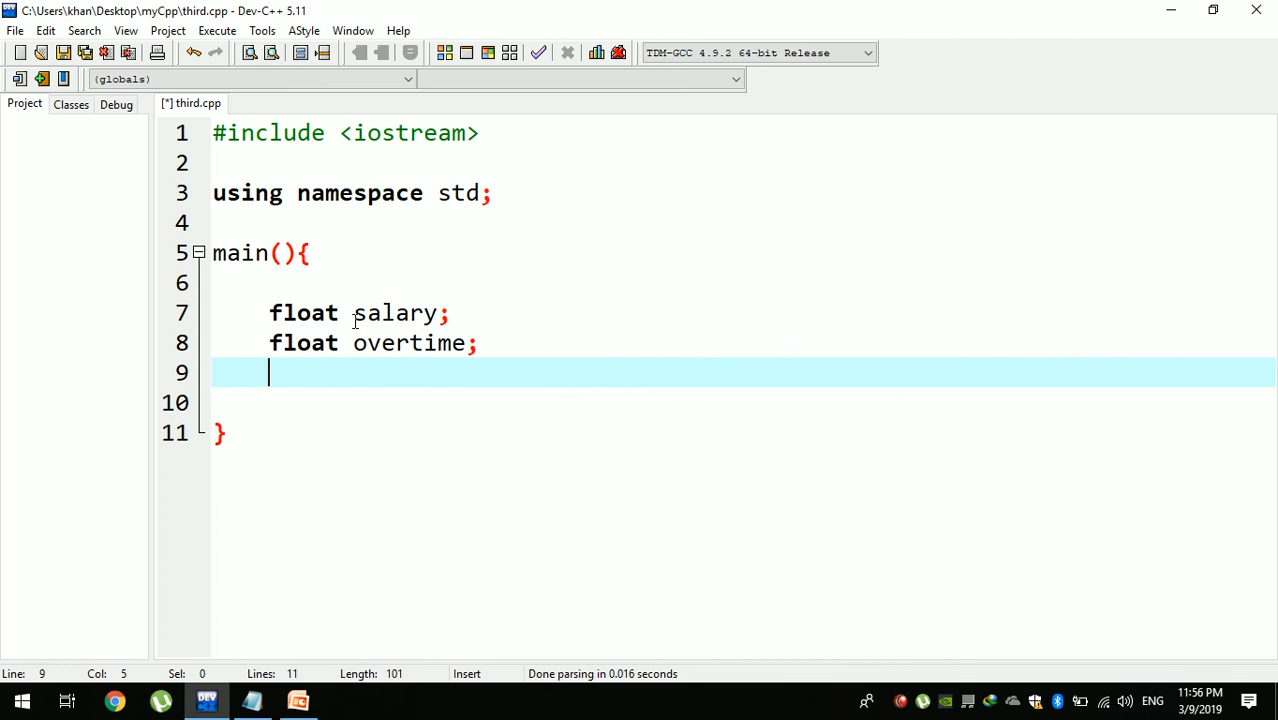 C:\Users\khan\Desktop\myCpp\third.cpp - Dev-C++ 5.11
File Edit Search View Project Execute Tools AStyle Window Help
TDM-GCC 4.9.2 64-bit Release
(globals)
Project Classes Debug [*] third.cpp
1 #include <iostream>
2
3 using namespace std;
4
5 main(){
6
7 float salary;
8 float overtime;
9
10
11 }
Line: 9 Col: 5 Sel: 0 Lines: 11 Length: 101 Insert Done parsing in 0.016 seconds
ENG 11:56 PM
3/9/2019